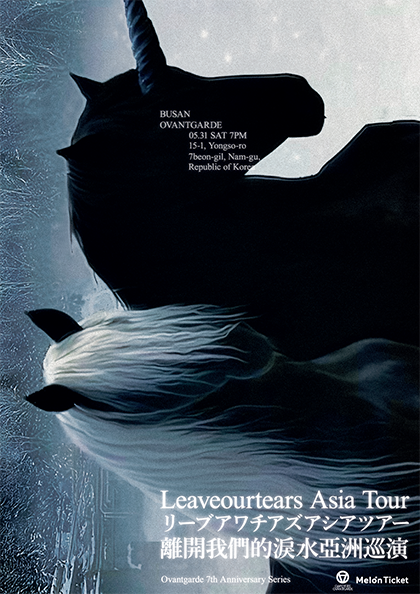 BUSAN
OVANTGARDE
05.31 SAT 7PM
15-1, Yongso-ro
7beon-gil, Nam-gu,
Republic of Korea
Leaveourtears Asia Tour
リーブアワチアズアシアツアー
離開我們的淚水亞洲巡演
Ovantgarde 7th Anniversary Series
Melon Ticket